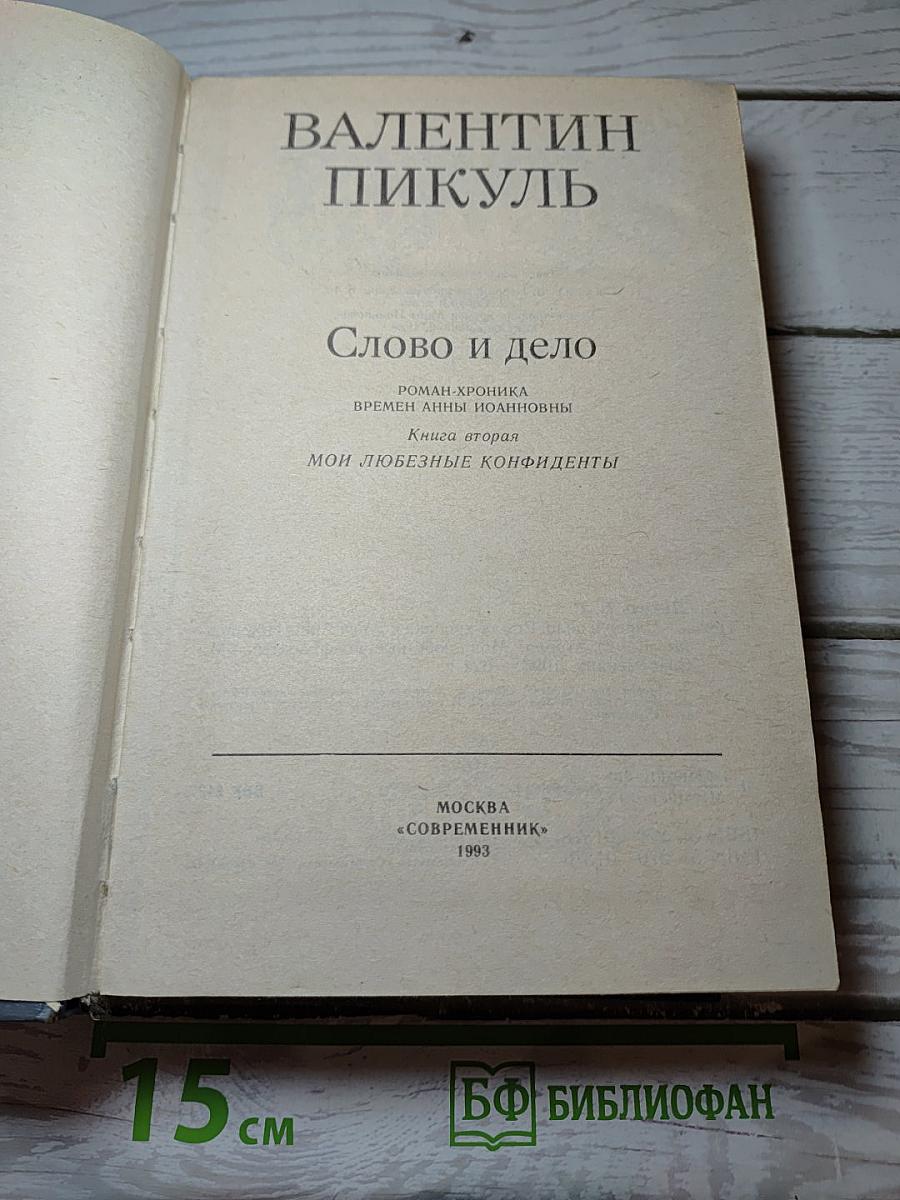 ВАЛЕНТИН
ПИКУЛЬ
Слово и дело
РОМАН-ХРОНИКА
ВРЕМЕН АННЫ ИОАННОВНЫ
Книга вторая
МОИ ЛЮБЕЗНЫЕ КОНФИДЕНТЫ
МОСКВА
«СОВРЕМЕННИК»
1993
15 см
БФ БИБЛИОФАН